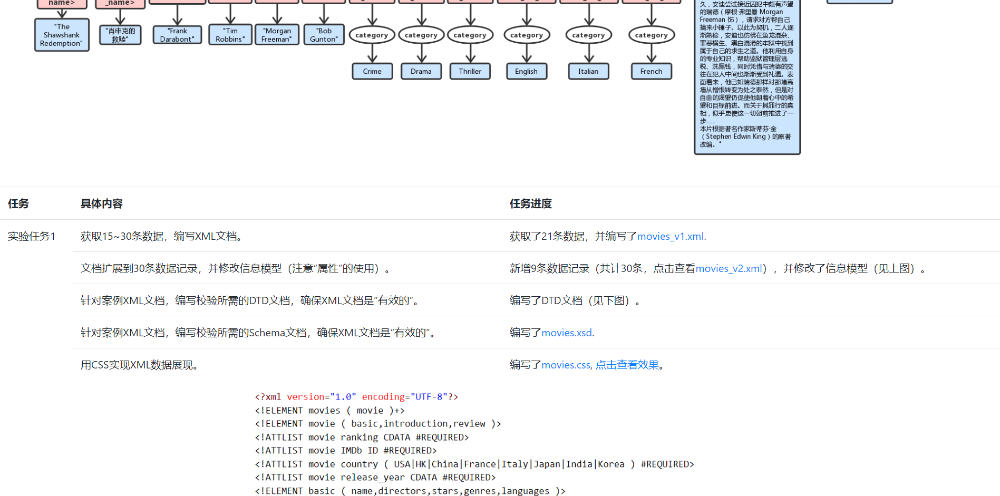 name>
_name>
"The
Shawshank
Redemption"
"肖申克的
救赎"
"Frank
Darabont"
"Tim
Robbins"
"Morgan
Freeman"
"Bob
Gunton"
category
category
category
category
category
category
Crime
Drama
Thriller
English
Italian
French
久，安迪尝试接近囚犯中颇有声望
的瑞德（摩根·弗里曼 Morgan
Freeman 饰），请求对方帮自己
搞来小锤子。以此为契机，二人逐
渐熟稔，安迪也仿佛在鱼龙混杂、
罪恶横生、黑白混淆的牢狱中找到
属于自己的求生之道。他利用自身
的专业知识，帮助监狱管理层逃
税、洗黑钱，同时凭借与瑞德的交
往在犯人中间也渐渐受到礼遇。表
面看来，他已如瑞德那样对那堵高
墙从憎恨转变为处之泰然，但是对
自由的渴望仍促使他朝着心中的希
望和目标前进。而关于其罪行的真
相，似乎更使这一切朝前推进了一
步……
本片根据著名作家斯蒂芬·金
（Stephen Edwin King）的原著
改编。"
任务 具体内容 任务进度
实验任务1 获取15~30条数据，编写XML文档。 获取了21条数据，并编写了movies_v1.xml.
文档扩展到30条数据记录，并修改信息模型（注意“属性”的使用）。 新增9条数据记录（共计30条，点击查看movies_v2.xml），并修改了信息模型（见上图）。
针对案例XML文档，编写校验所需的DTD文档，确保XML文档是“有效的”。 编写了DTD文档（见下图）。
针对案例XML文档，编写校验所需的Schema文档，确保XML文档是“有效的”。 编写了movies.xsd.
用CSS实现XML数据展现。 编写了movies.css, 点击查看效果。
<?xml version="1.0" encoding="UTF-8"?>
<!ELEMENT movies ( movie )+>
<!ELEMENT movie ( basic,introduction,review )>
<!ATTLIST movie ranking CDATA #REQUIRED>
<!ATTLIST movie IMDb ID #REQUIRED>
<!ATTLIST movie country ( USA|HK|China|France|Italy|Japan|India|Korea ) #REQUIRED>
<!ATTLIST movie release_year CDATA #REQUIRED>
<!ELEMENT basic ( name,directors,stars,genres,languages )>